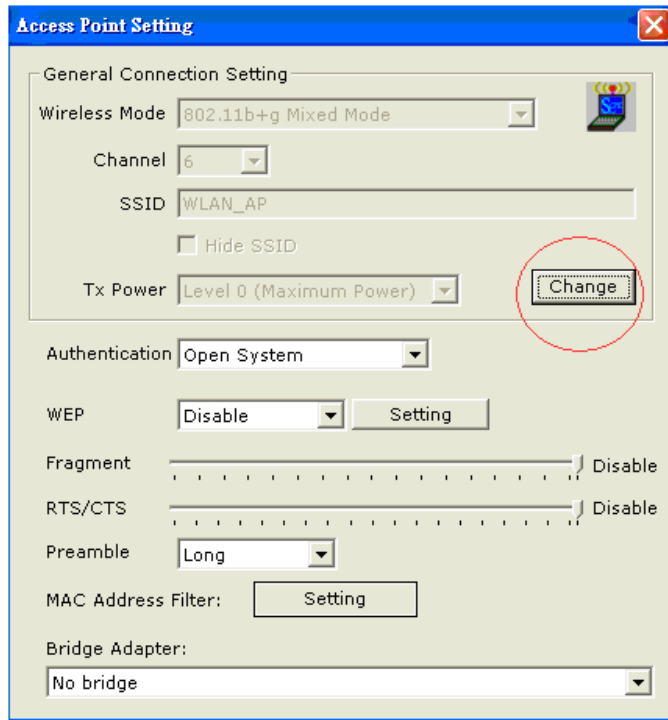 Access Point Setting
General Connection Setting
Wireless Mode 802.11b+g Mixed Mode
Channel 6
SSID WLAN_AP
Hide SSID
Tx Power Level 0 (Maximum Power) Change
Authentication Open System
WEP Disable Setting
Fragment Disable
RTS/CTS Disable
Preamble Long
MAC Address Filter: Setting
Bridge Adapter:
No bridge